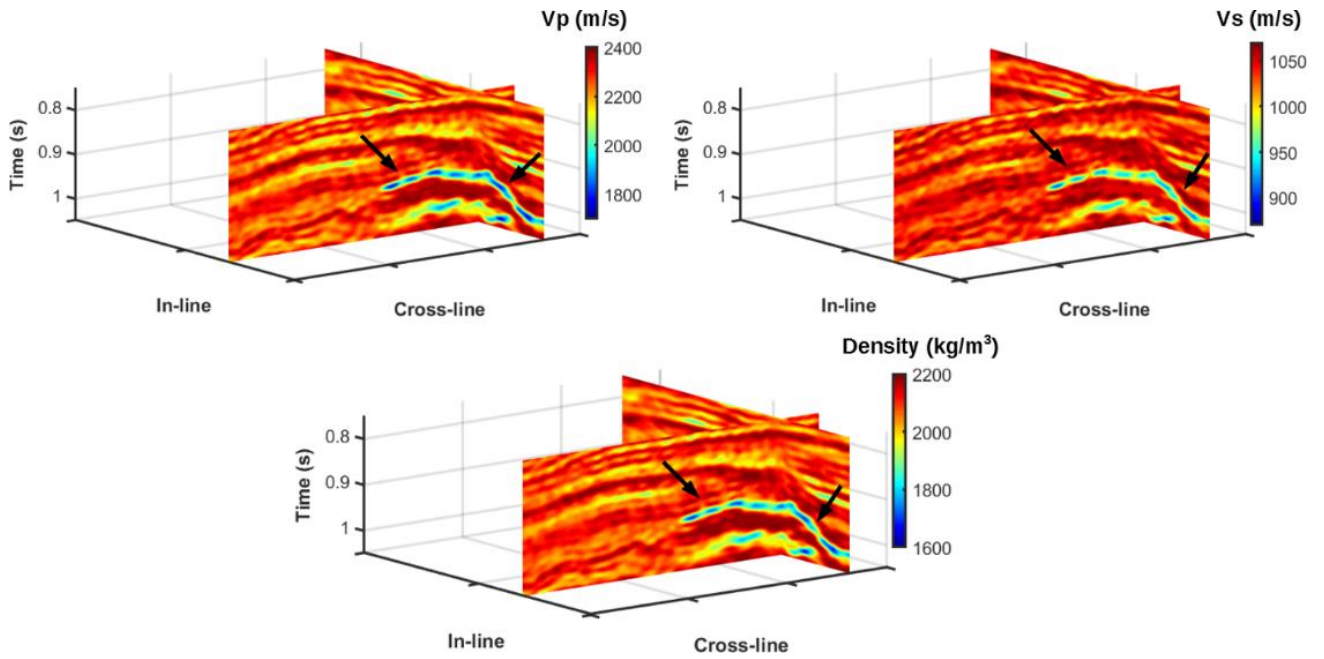 Vp (m/s)
2400
2200
2000
1800
Time (s)
0.8
0.9
1
In-line
Cross-line
Vs (m/s)
1050
1000
950
900
Time (s)
0.8
0.9
1
In-line
Cross-line
Density (kg/m³)
2200
2000
1800
1600
Time (s)
0.8
0.9
1
In-line
Cross-line